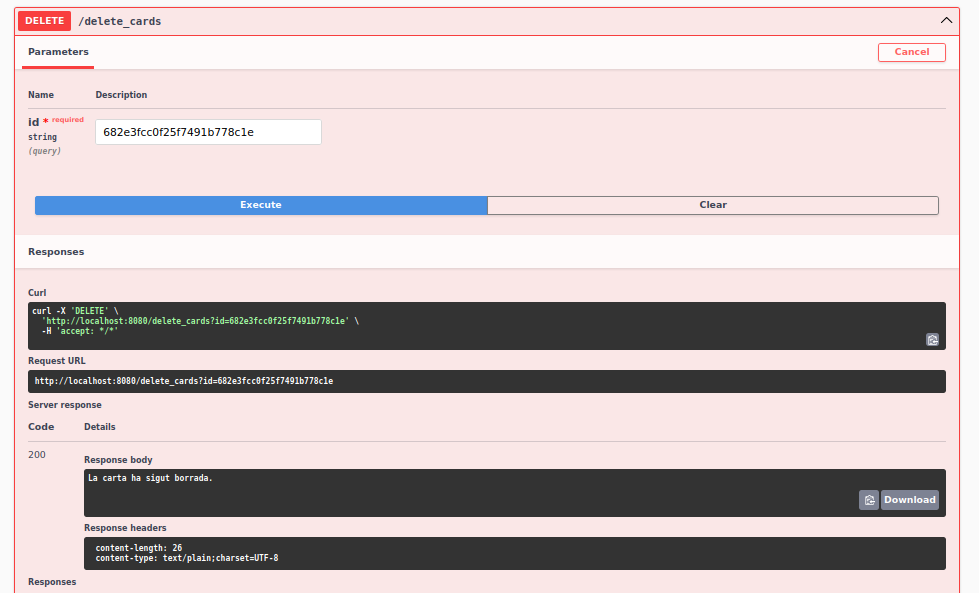 DELETE /delete_cards
Parameters
Cancel
Name Description
id * required
string
(query)
682e3fcc0f25f7491b778c1e
Execute Clear
Responses
Curl
curl -X 'DELETE' \
'http://localhost:8080/delete_cards?id=682e3fcc0f25f7491b778c1e' \
-H 'accept: */*'
Request URL
http://localhost:8080/delete_cards?id=682e3fcc0f25f7491b778c1e
Server response
Code Details
200
Response body
La carta ha sigut borrada.
Download
Response headers
content-length: 26
content-type: text/plain;charset=UTF-8
Responses